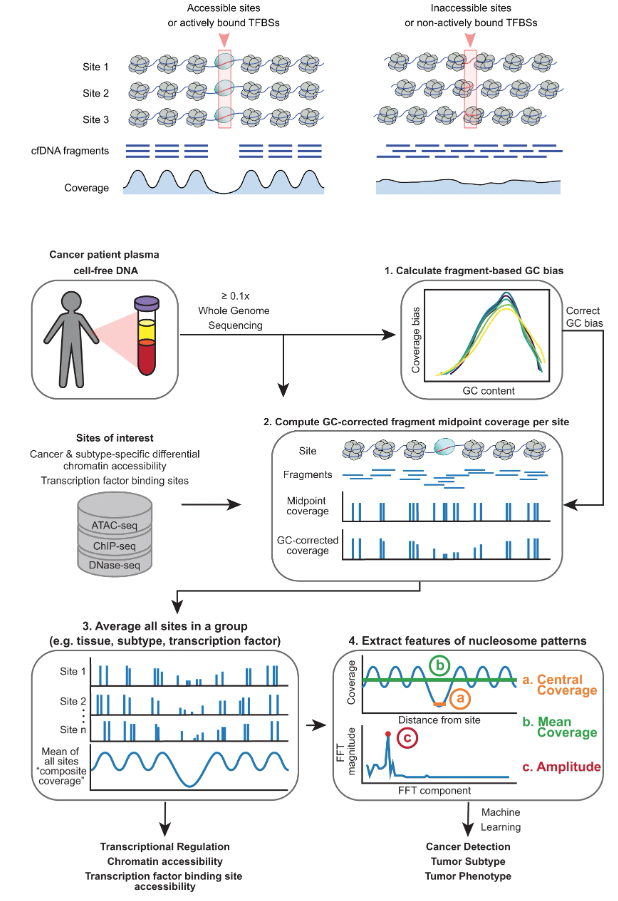 Accessible sites
or actively bound TFBSs
Inaccessible sites
or non-actively bound TFBSs
Site 1
Site 2
Site 3
cfDNA fragments
Coverage
Cancer patient plasma
cell-free DNA
≥ 0.1x
Whole Genome
Sequencing
1. Calculate fragment-based GC bias
Coverage bias
GC content
Correct
GC bias
2. Compute GC-corrected fragment midpoint coverage per site
Site
Fragments
Midpoint
coverage
GC-corrected
coverage
Sites of interest
Cancer & subtype-specific differential
chromatin accessibility
Transcription factor binding sites
ATAC-seq
ChIP-seq
DNase-seq
3. Average all sites in a group
(e.g. tissue, subtype, transcription factor)
Site 1
Site 2
⋮
Site n
Mean of
all sites
"composite
coverage"
4. Extract features of nucleosome patterns
Coverage
b
a
Distance from site
FFT
magnitude
c
FFT component
a. Central
Coverage
b. Mean
Coverage
c. Amplitude
Machine
Learning
Transcriptional Regulation
Chromatin accessibility
Transcription factor binding site
accessibility
Cancer Detection
Tumor Subtype
Tumor Phenotype